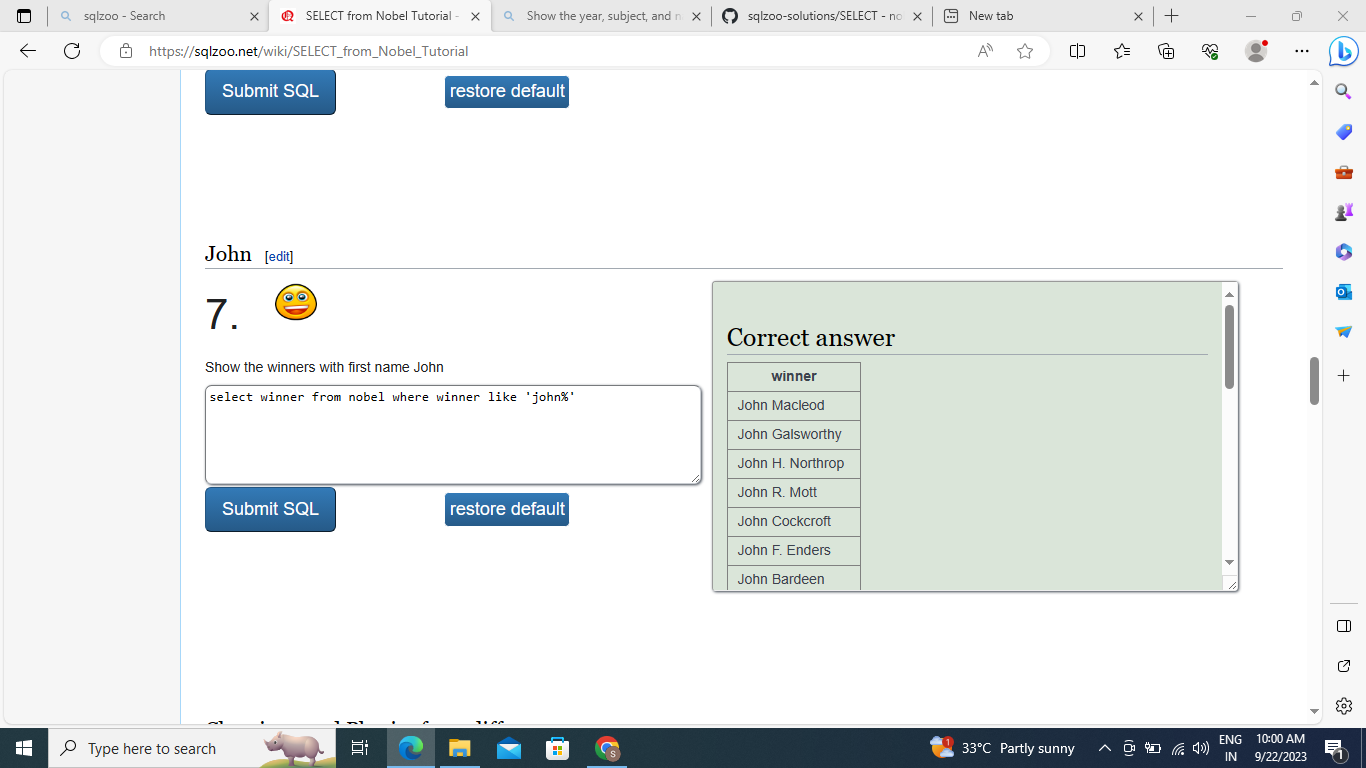 sqlzoo - Search
SELECT from Nobel Tutorial -
Show the year, subject, and n
sqlzoo-solutions/SELECT - no
New tab
https://sqlzoo.net/wiki/SELECT_from_Nobel_Tutorial
Submit SQL
restore default
John [edit]
7.
Show the winners with first name John
select winner from nobel where winner like 'john%'
Submit SQL
restore default
Correct answer
winner
John Macleod
John Galsworthy
John H. Northrop
John R. Mott
John Cockcroft
John F. Enders
John Bardeen
Type here to search
S
1
33°C Partly sunny
ENG
IN
10:00 AM
9/22/2023
1